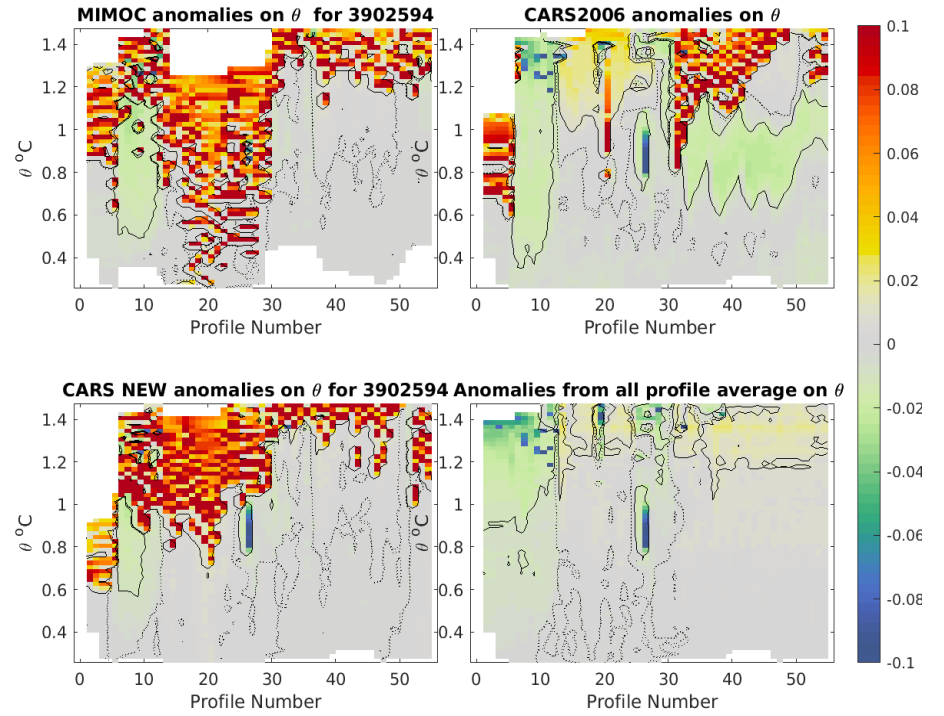 MIMOC anomalies on θ for 3902594
CARS2006 anomalies on θ
1.4
1.2
1
0.8
0.6
0.4
θ °C
0 10 20 30 40 50
Profile Number
1.4
1.2
1
0.8
0.6
0.4
θ °C
0 10 20 30 40 50
Profile Number
CARS NEW anomalies on θ for 3902594
Anomalies from all profile average on θ
1.4
1.2
1
0.8
0.6
0.4
θ °C
0 10 20 30 40 50
Profile Number
1.4
1.2
1
0.8
0.6
0.4
θ °C
0 10 20 30 40 50
Profile Number
0.1
0.08
0.06
0.04
0.02
0
-0.02
-0.04
-0.06
-0.08
-0.1